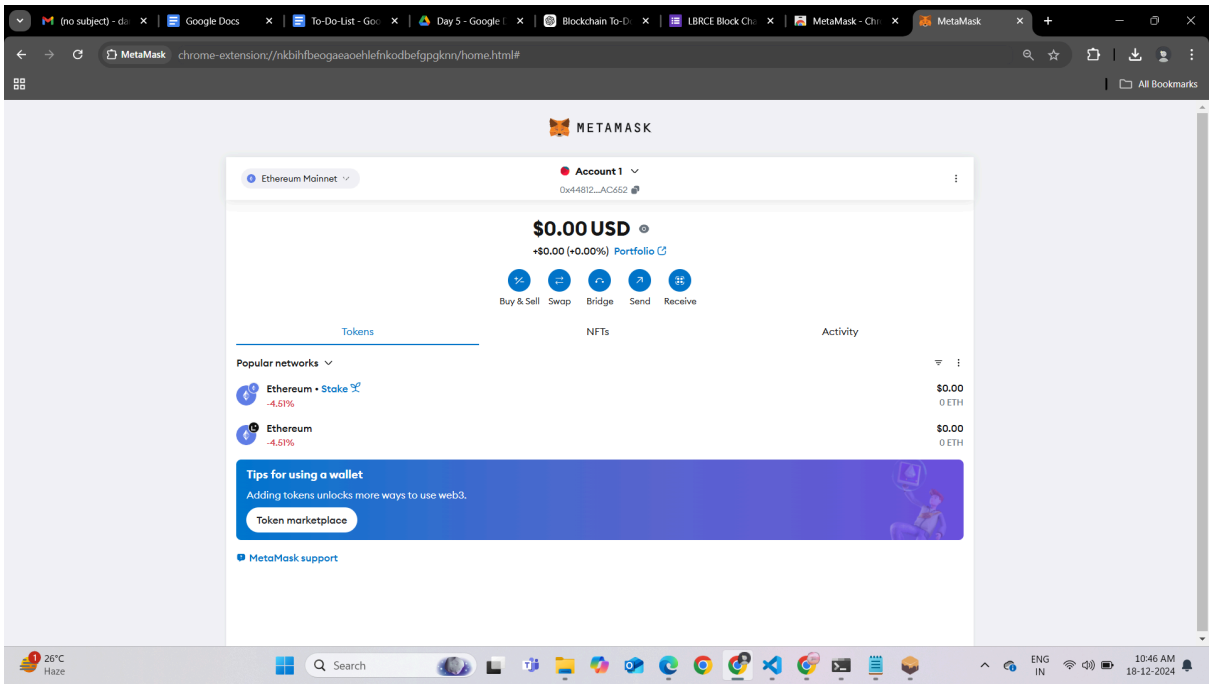 (no subject) - da
Google Docs
To-Do-List - Goo
Day 5 - Google D
Blockchain To-D
LBRCE Block Cha
MetaMask - Chr
MetaMask
MetaMask chrome-extension://nkbihfbeogaeaoehlefnkodbefgpgknn/home.html#
All Bookmarks
METAMASK
Ethereum Mainnet
Account 1
0x44812...AC652
$0.00 USD
+$0.00 (+0.00%) Portfolio
Buy & Sell Swap Bridge Send Receive
Tokens NFTs Activity
Popular networks
Ethereum • Stake $0.00
-4.51% 0 ETH
Ethereum $0.00
-4.51% 0 ETH
Tips for using a wallet
Adding tokens unlocks more ways to use web3.
Token marketplace
MetaMask support
1
26°C
Haze
Search
ENG
IN
10:46 AM
18-12-2024